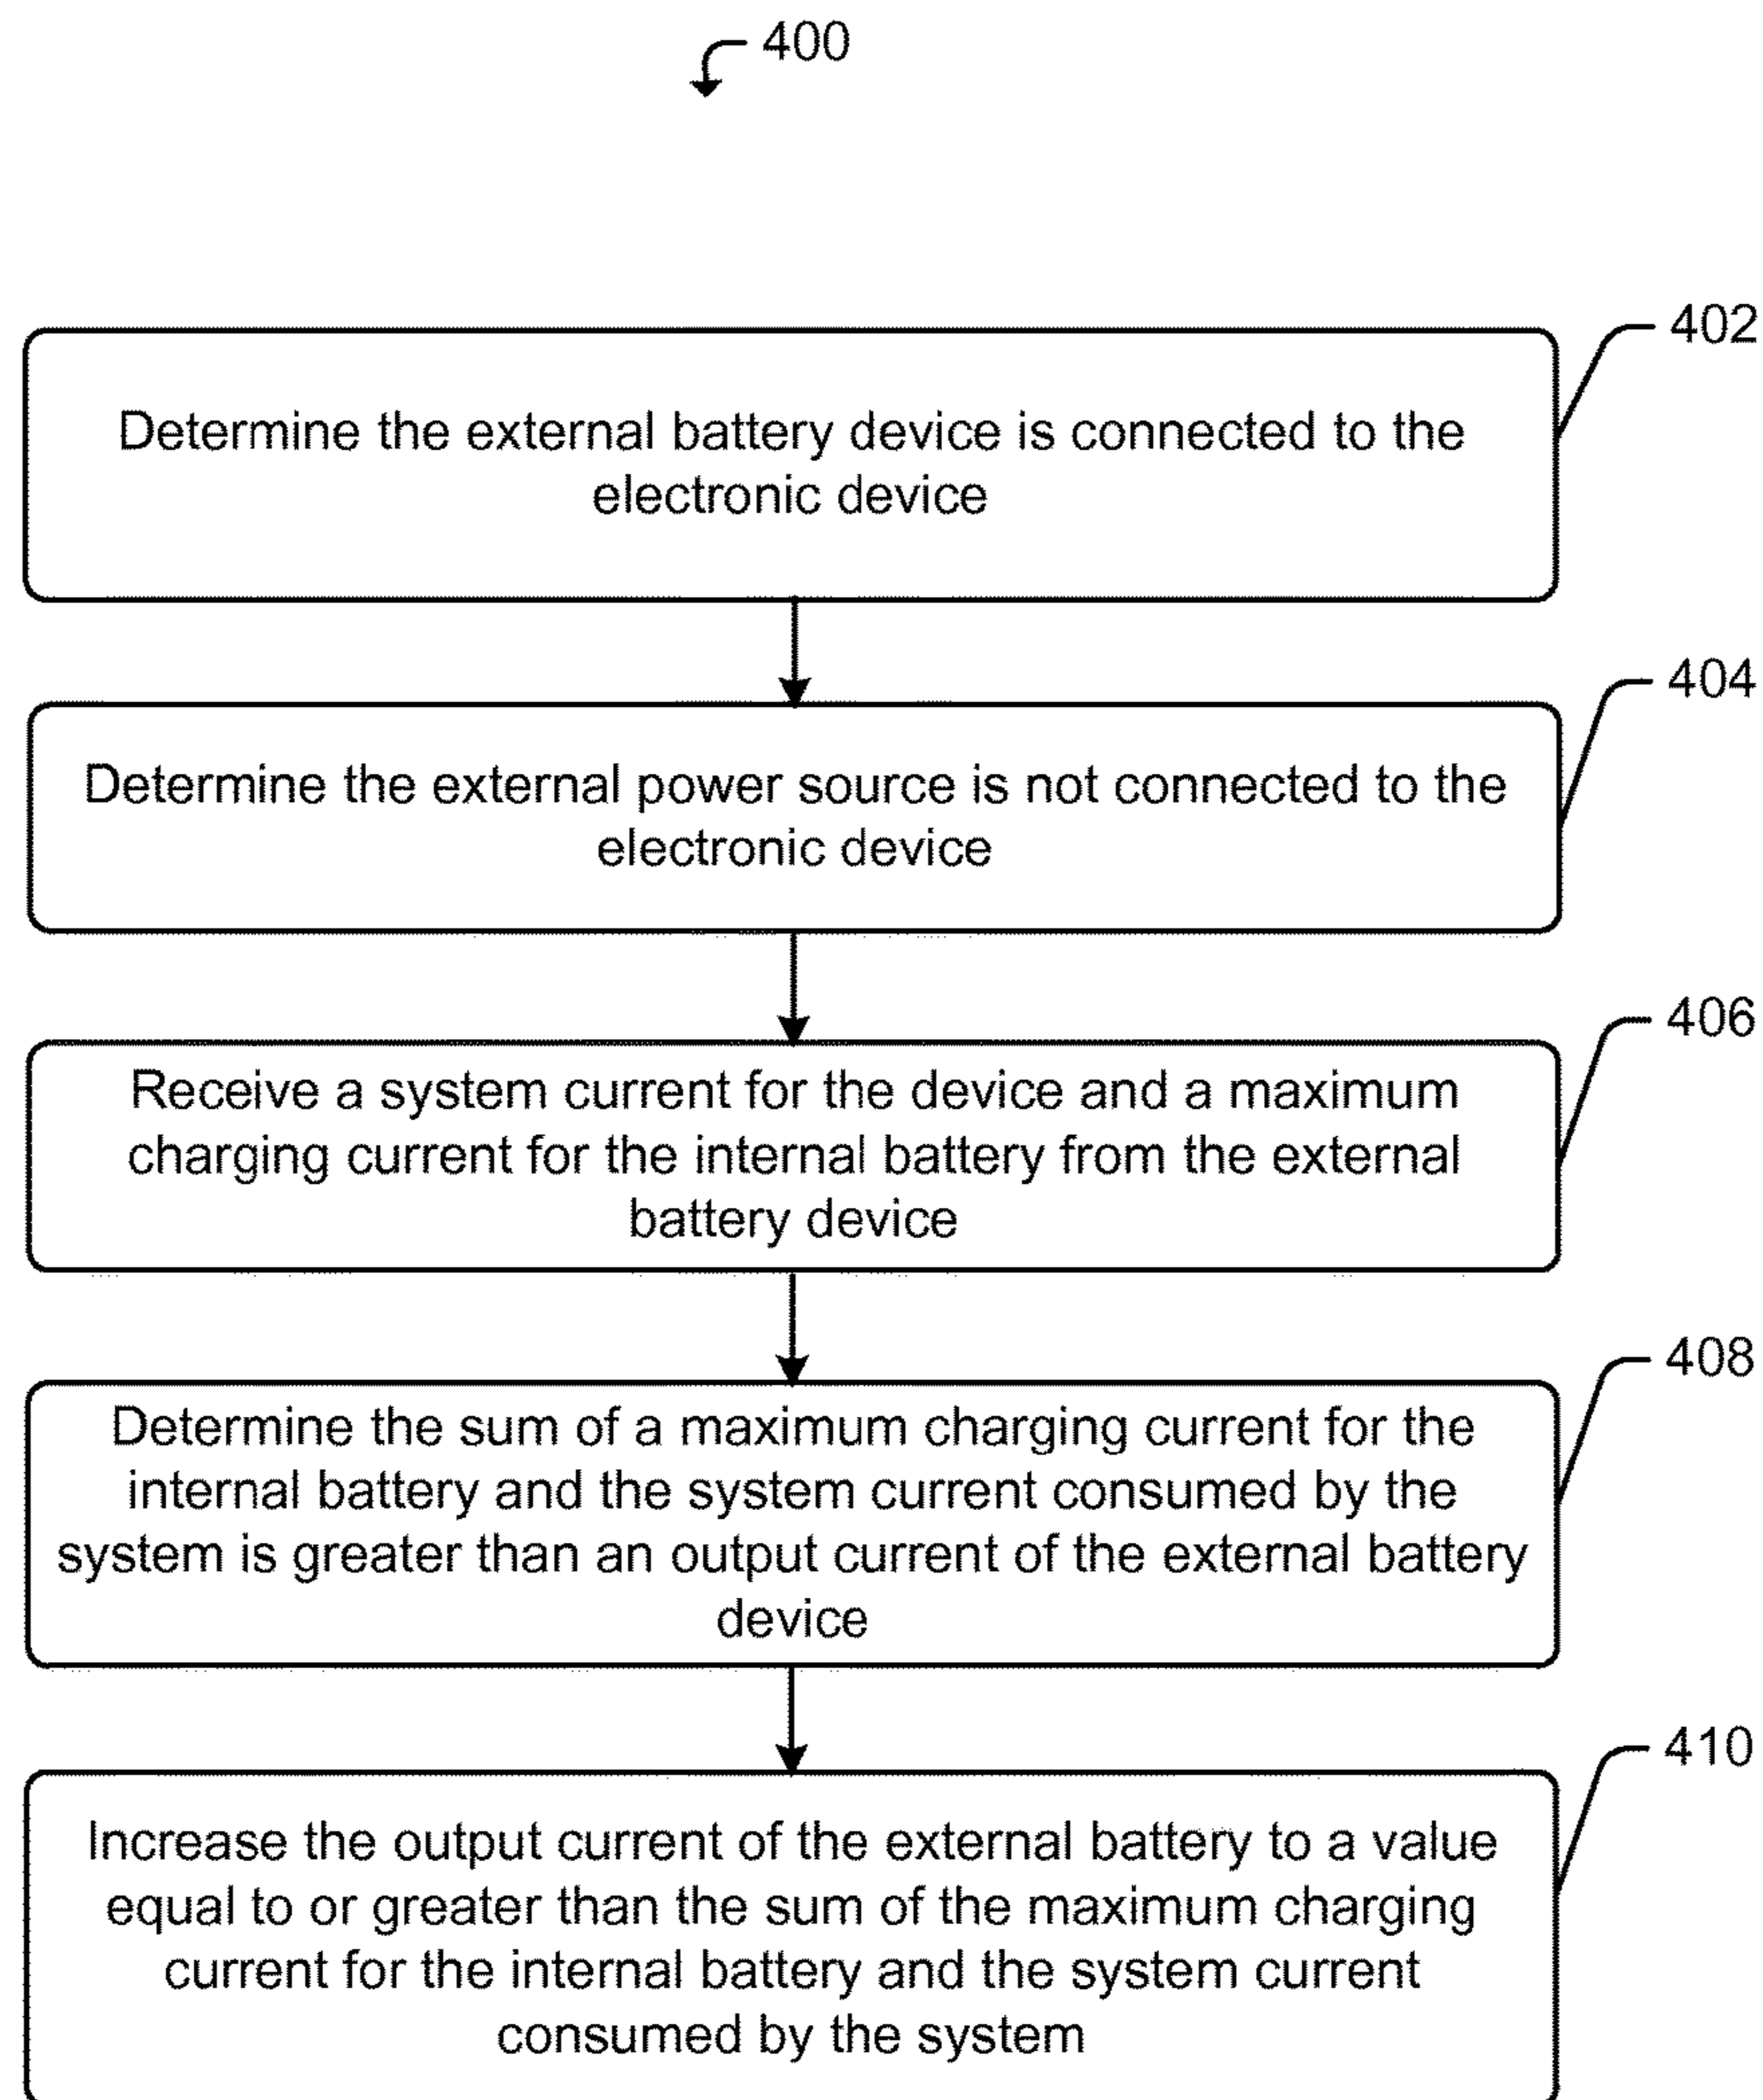 400
402
Determine the external battery device is connected to the
electronic device
404
Determine the external power source is not connected to the
electronic device
406
Receive a system current for the device and a maximum
charging current for the internal battery from the external
battery device
408
Determine the sum of a maximum charging current for the
internal battery and the system current consumed by the
system is greater than an output current of the external battery
device
410
Increase the output current of the external battery to a value
equal to or greater than the sum of the maximum charging
current for the internal battery and the system current
consumed by the system